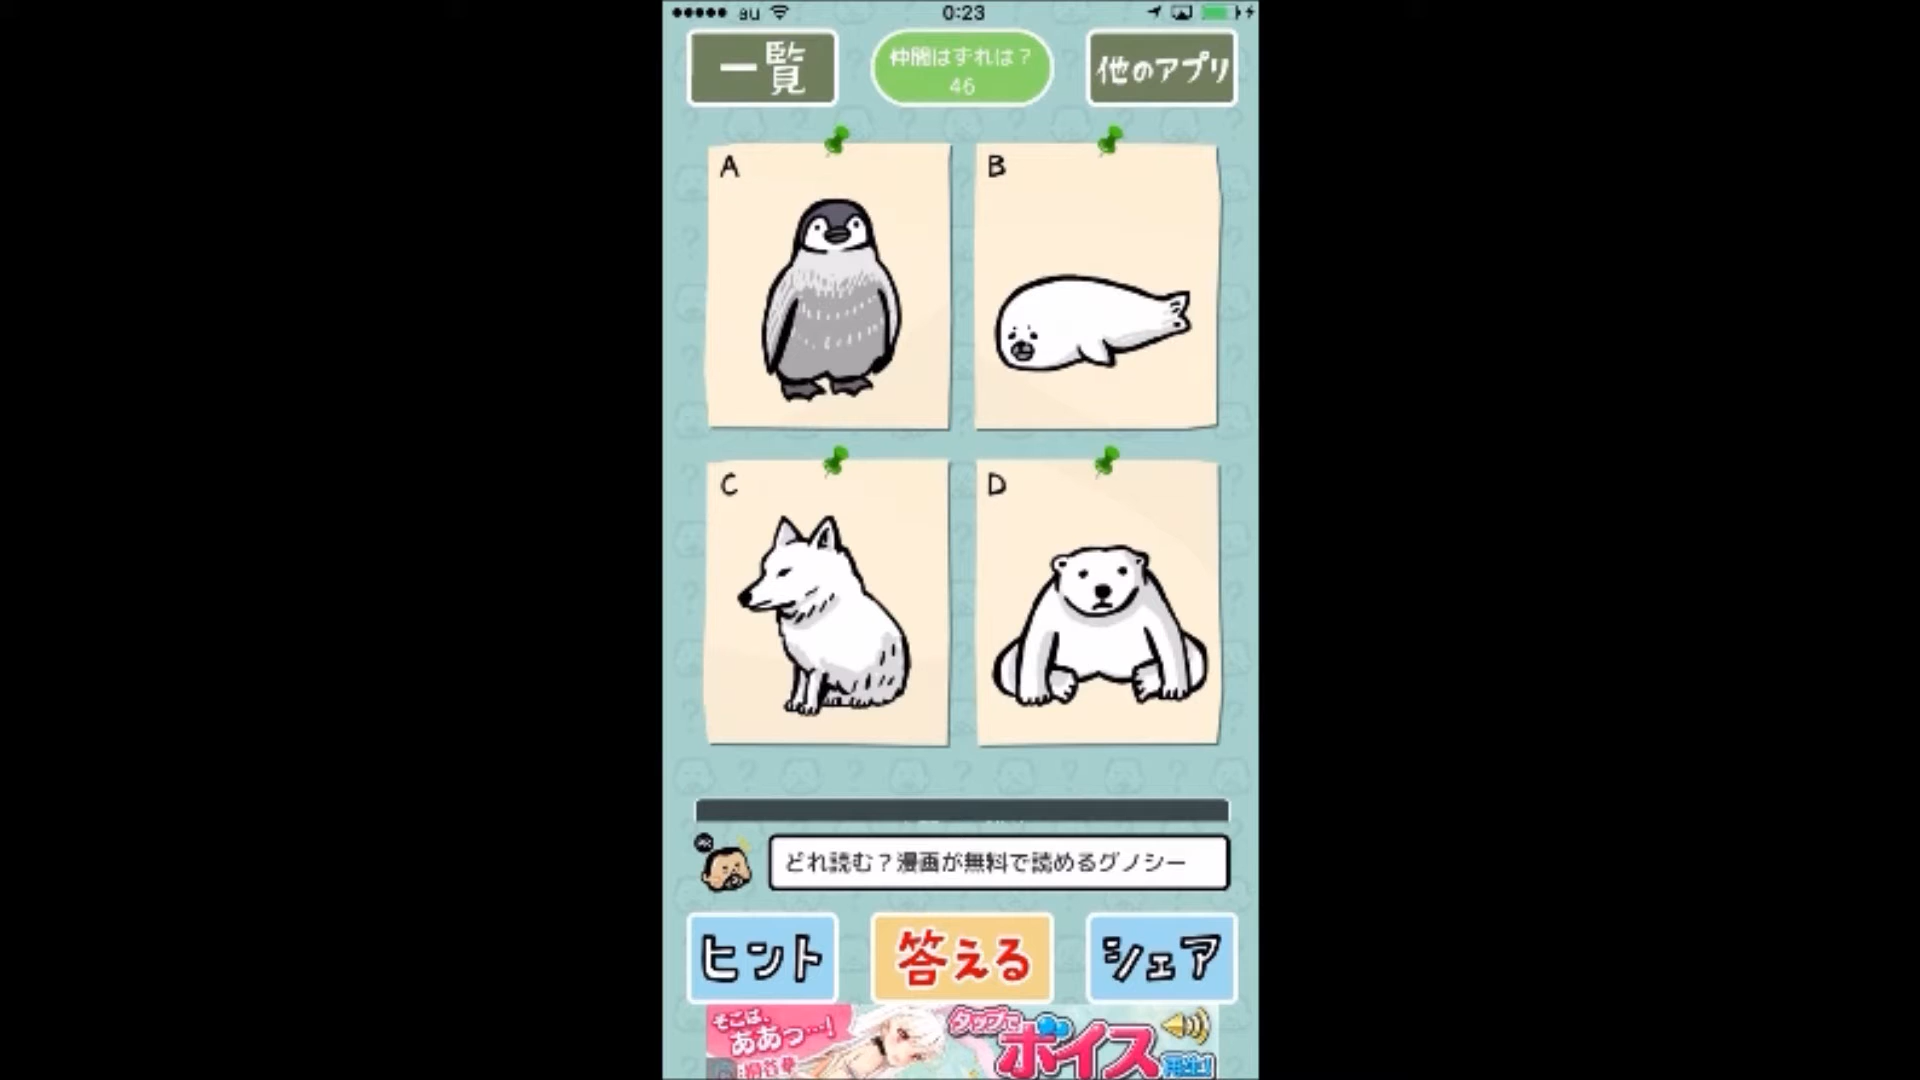 au 0:23
一覧
仲間はずれは？
46
他のアプリ
A
B
C
D
どれ読む？漫画が無料で読めるグノシー
ヒント
答える
シェア
そこは、
ああっ…！
タップで
ボイス
再生！